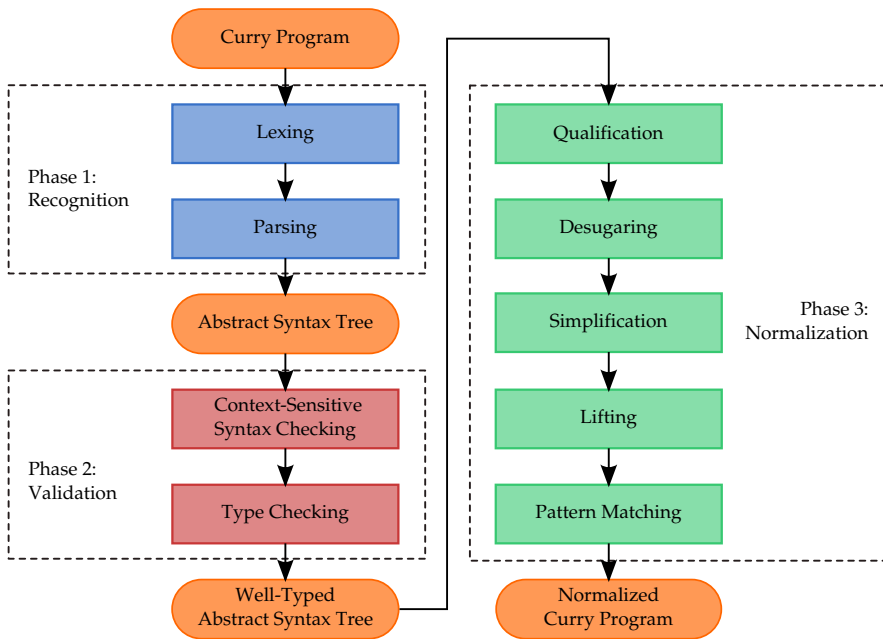 Curry Program
Phase 1:
Recognition
Lexing
Parsing
Abstract Syntax Tree
Phase 2:
Validation
Context-Sensitive
Syntax Checking
Type Checking
Well-Typed
Abstract Syntax Tree
Phase 3:
Normalization
Qualification
Desugaring
Simplification
Lifting
Pattern Matching
Normalized
Curry Program